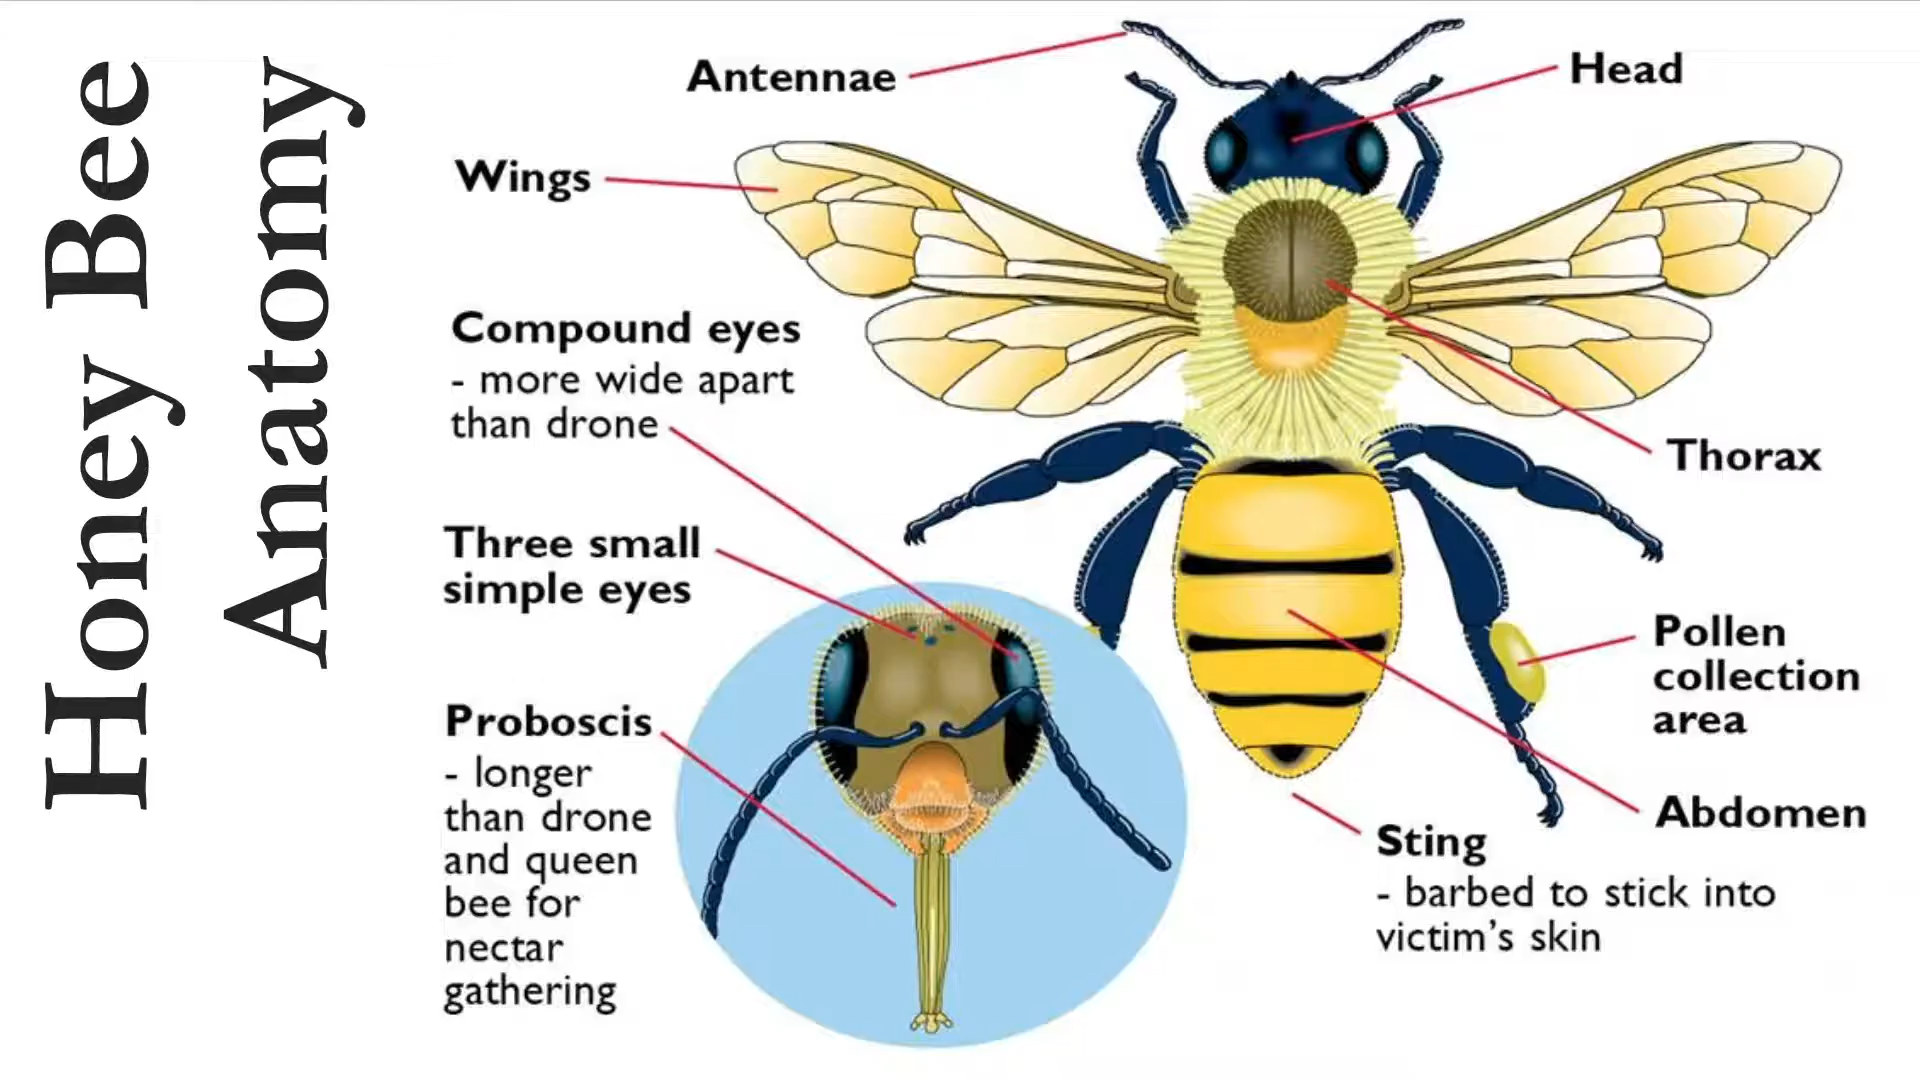 Honey Bee
Anatomy
Antennae
Head
Wings
Compound eyes
- more wide apart
than drone
Thorax
Three small
simple eyes
Pollen
collection
area
Proboscis
- longer
than drone
and queen
bee for
nectar
gathering
Abdomen
Sting
- barbed to stick into
victim’s skin